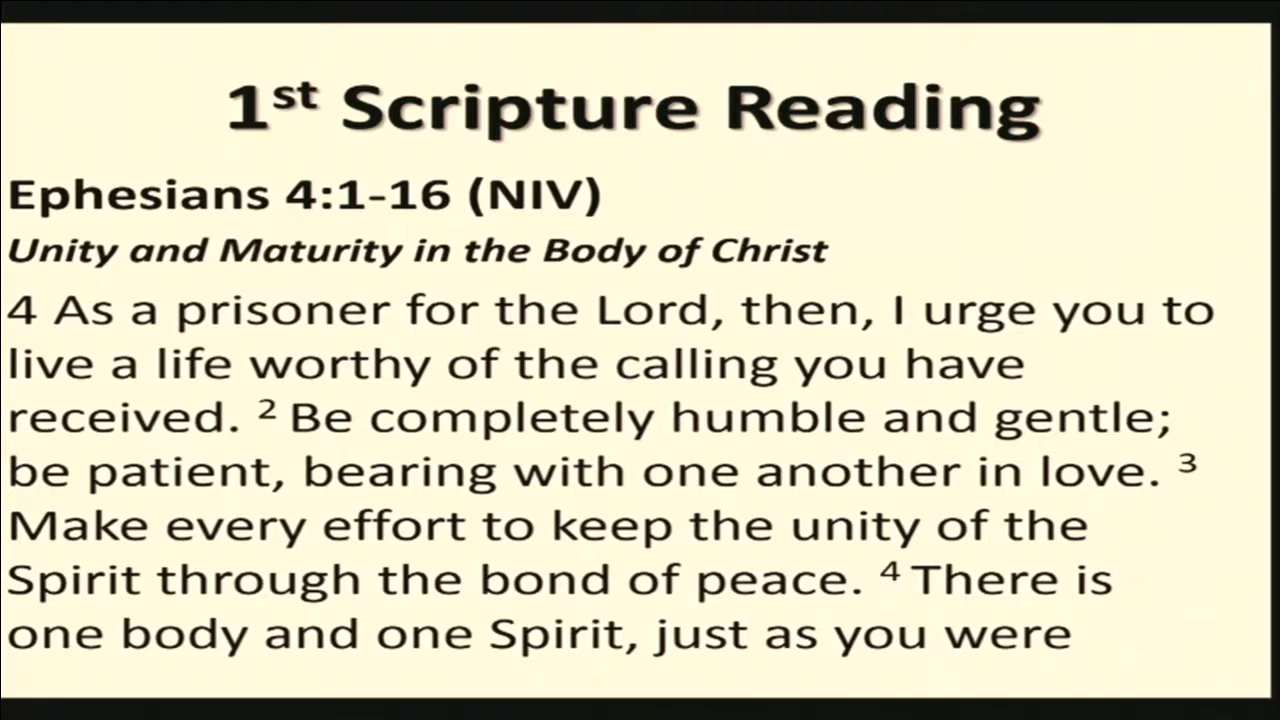 1st Scripture Reading
Ephesians 4:1-16 (NIV)
Unity and Maturity in the Body of Christ
4 As a prisoner for the Lord, then, I urge you to
live a life worthy of the calling you have
received. 2 Be completely humble and gentle;
be patient, bearing with one another in love. 3
Make every effort to keep the unity of the
Spirit through the bond of peace. 4 There is
one body and one Spirit, just as you were